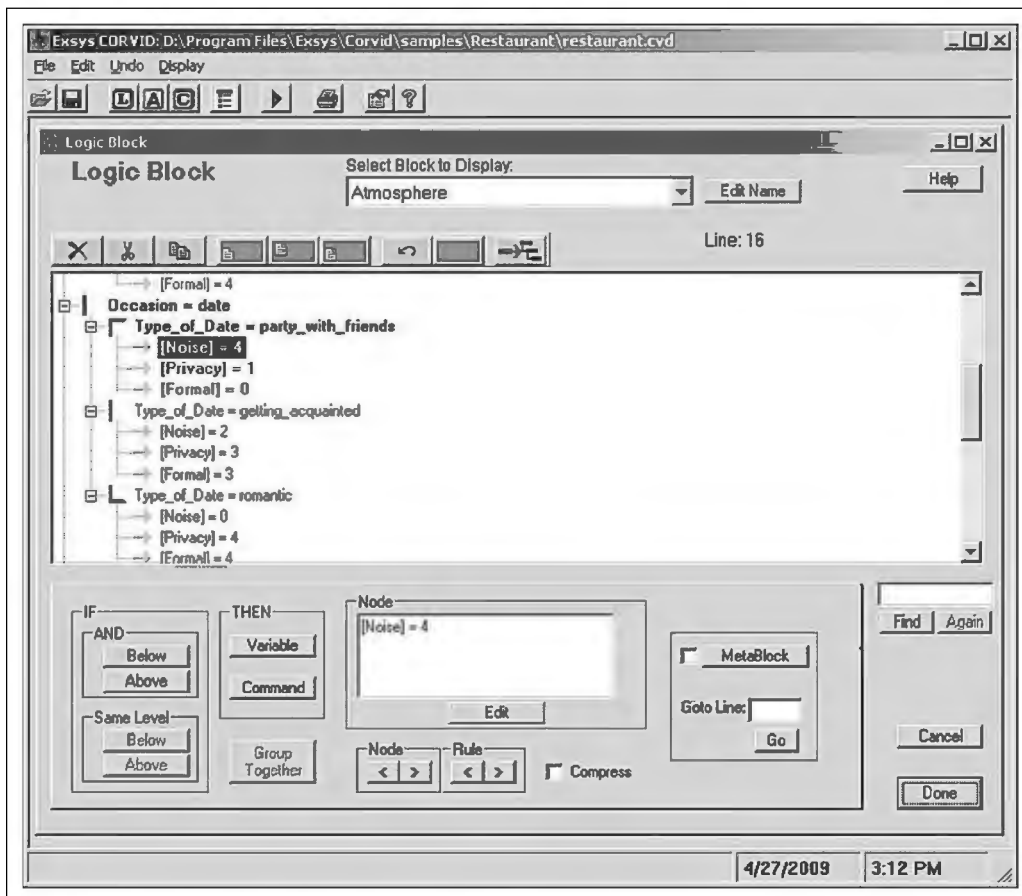 Exsys CORVID: D:\Program Files\Exsys\Corvid\samples\Restaurant\restaurant.cvd
File Edit Undo Display
L A C
Logic Block
Logic Block
Select Block to Display:
Atmosphere
Edit Name
Help
Line: 16
[Formal] = 4
Occasion = date
Type_of_Date = party_with_friends
[Noise] = 4
[Privacy] = 1
[Formal] = 0
Type_of_Date = getting_acquainted
[Noise] = 2
[Privacy] = 3
[Formal] = 3
Type_of_Date = romantic
[Noise] = 0
[Privacy] = 4
[Formal] = 4
IF
AND
Below
Above
Same Level
Below
Above
THEN
Variable
Command
Group
Together
Node
[Noise] = 4
Edit
Node
< >
Rule
< >
Compress
MetaBlock
Goto Line:
Go
Find Again
Cancel
Done
4/27/2009 3:12 PM